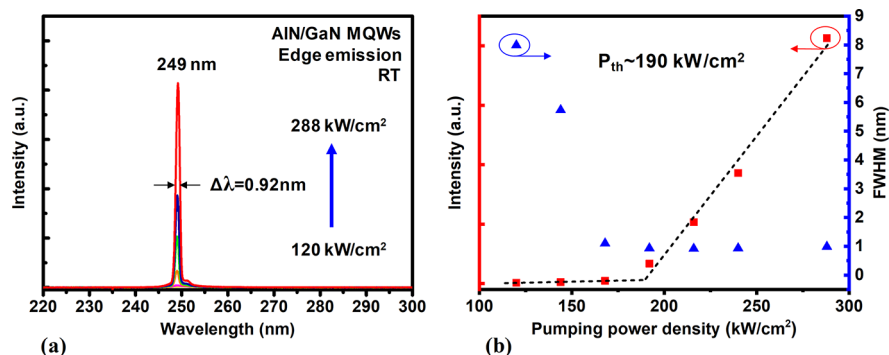 AlN/GaN MQWs
Edge emission
RT
249 nm
288 kW/cm²
Δλ=0.92nm
120 kW/cm²
Intensity (a.u.)
220 230 240 250 260 270 280 290 300
Wavelength (nm)
(a)
P_th~190 kW/cm²
Intensity (a.u.)
9
8
7
6
5
4
3
2
1
0
FWHM (nm)
100 150 200 250 300
Pumping power density (kW/cm²)
(b)